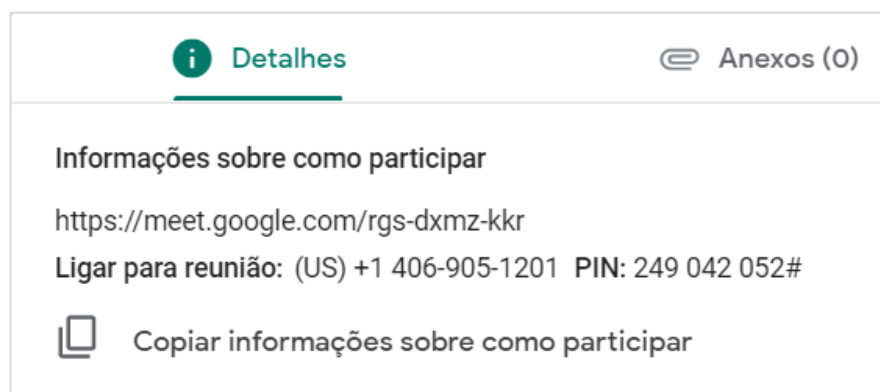 Detalhes
Anexos (0)
Informações sobre como participar
https://meet.google.com/rgs-dxmz-kkr
Ligar para reunião: (US) +1 406-905-1201 PIN: 249 042 052#
Copiar informações sobre como participar